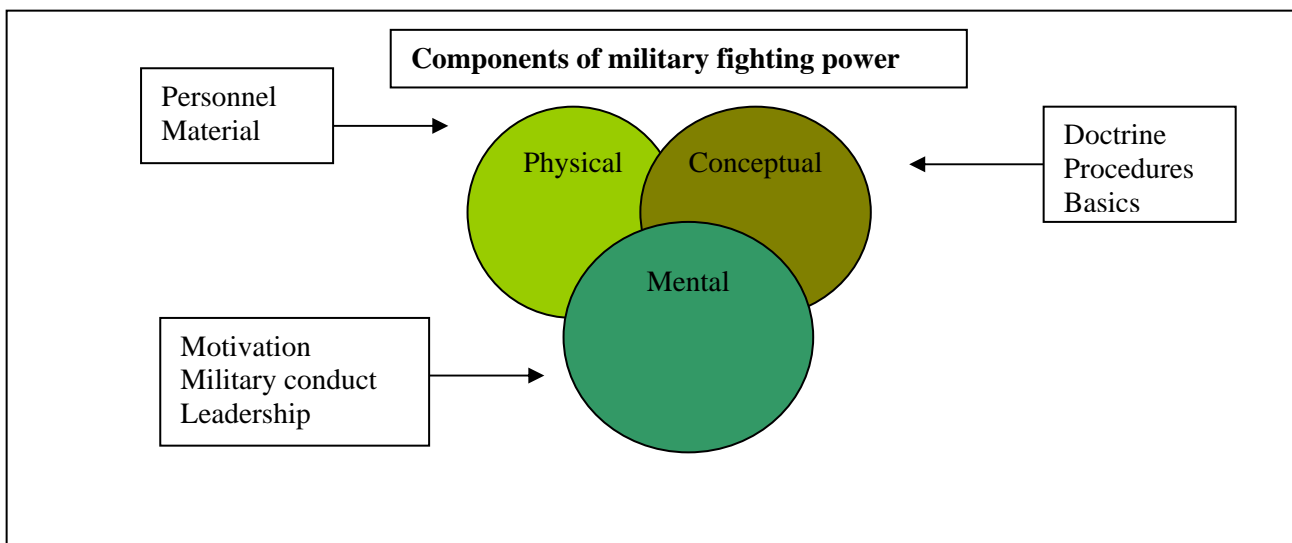 Components of military fighting power
Personnel
Material
Physical
Conceptual
Doctrine
Procedures
Basics
Mental
Motivation
Military conduct
Leadership